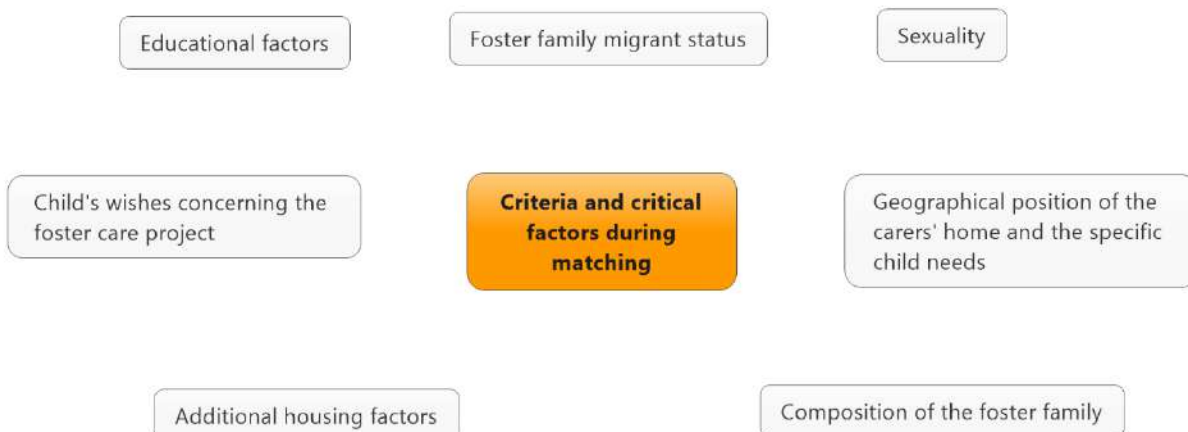 Educational factors
Foster family migrant status
Sexuality
Child's wishes concerning the
foster care project
Criteria and critical
factors during
matching
Geographical position of the
carers' home and the specific
child needs
Additional housing factors
Composition of the foster family